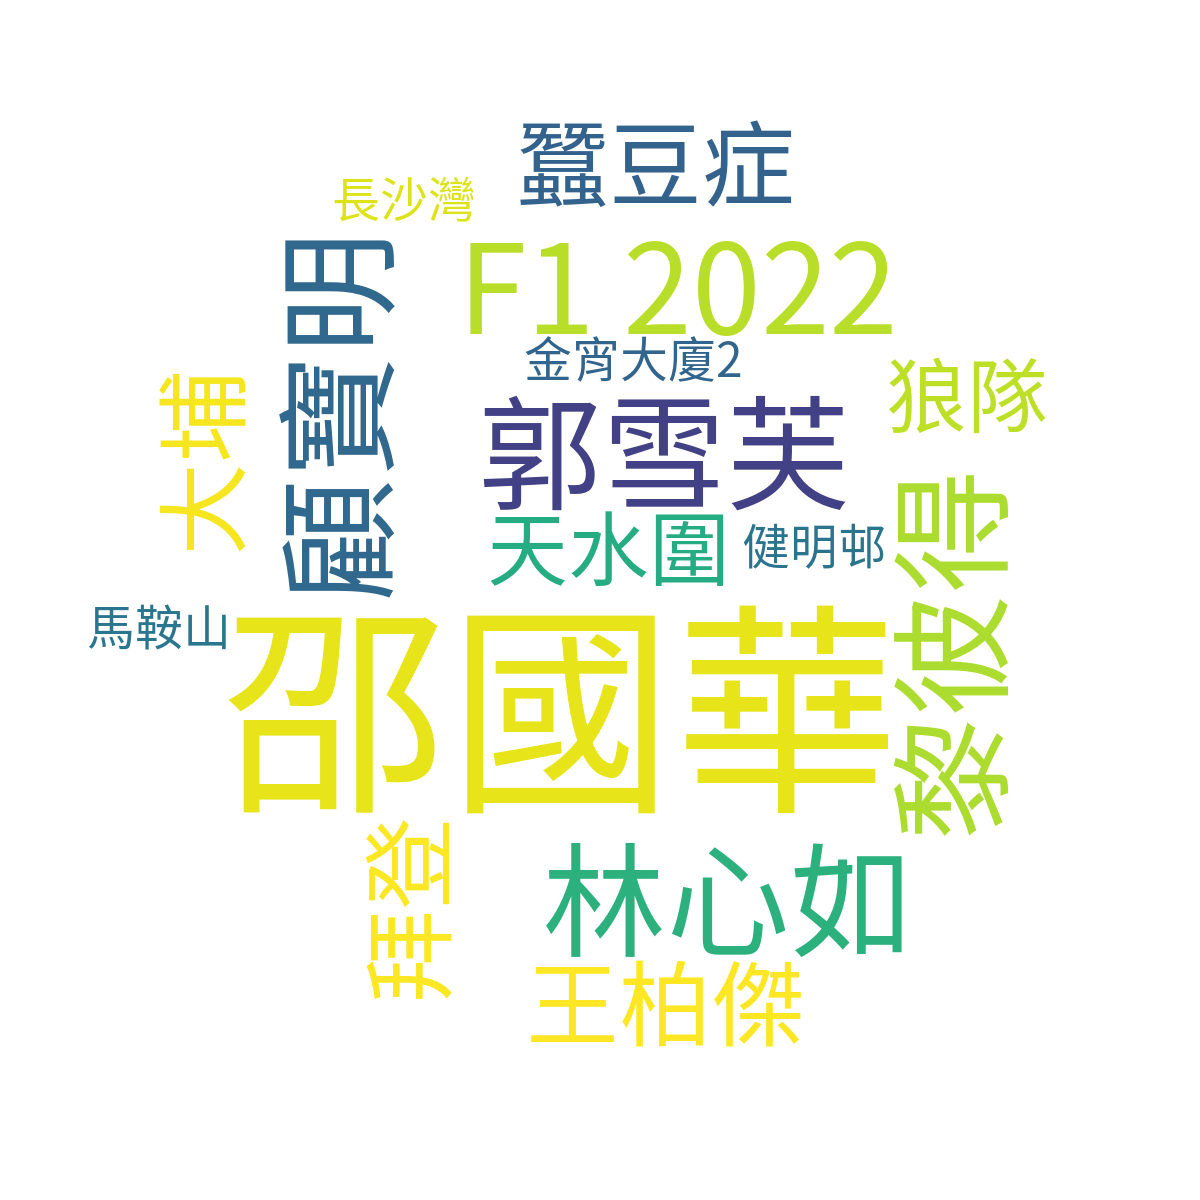 蠶豆症
長沙灣
顧寶明
F1 2022
金宵大廈2
狼隊
大埔
郭雪芙
天水圍
健明邨
黎彼得
馬鞍山
邵國華
拜登
林心如
王柏傑